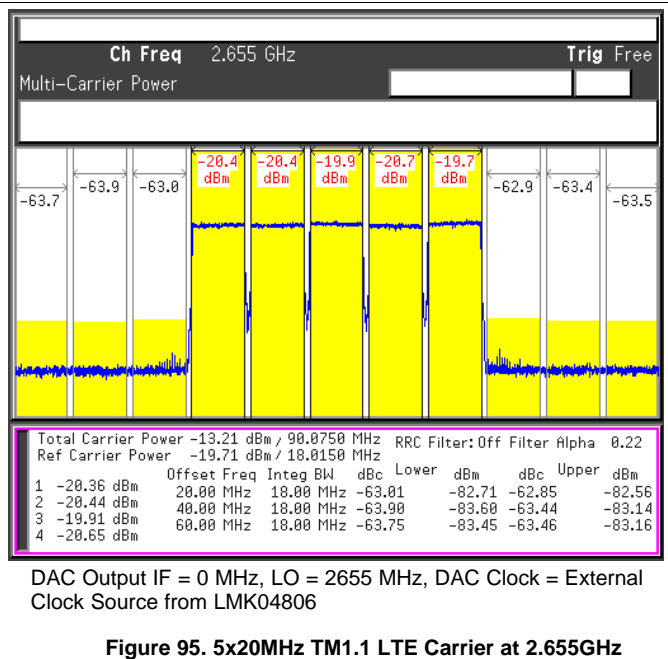 Ch Freq 2.655 GHz Trig Free
Multi-Carrier Power
-20.4 -20.4 -19.9 -20.7 -19.7
dBm dBm dBm dBm dBm
-63.7 -63.9 -63.0 -62.9 -63.4 -63.5
Total Carrier Power -13.21 dBm/ 90.0750 MHz RRC Filter: Off Filter Alpha 0.22
Ref Carrier Power -19.71 dBm/ 18.0150 MHz
Offset Freq Integ BW dBc Lower dBm dBc Upper dBm
1 -20.36 dBm 20.00 MHz 18.00 MHz -63.01 -82.71 -62.85 -82.56
2 -20.44 dBm 40.00 MHz 18.00 MHz -63.90 -83.60 -63.44 -83.14
3 -19.91 dBm 60.00 MHz 18.00 MHz -63.75 -83.45 -63.46 -83.16
4 -20.65 dBm
DAC Output IF = 0 MHz, LO = 2655 MHz, DAC Clock = External
Clock Source from LMK04806
Figure 95. 5x20MHz TM1.1 LTE Carrier at 2.655GHz